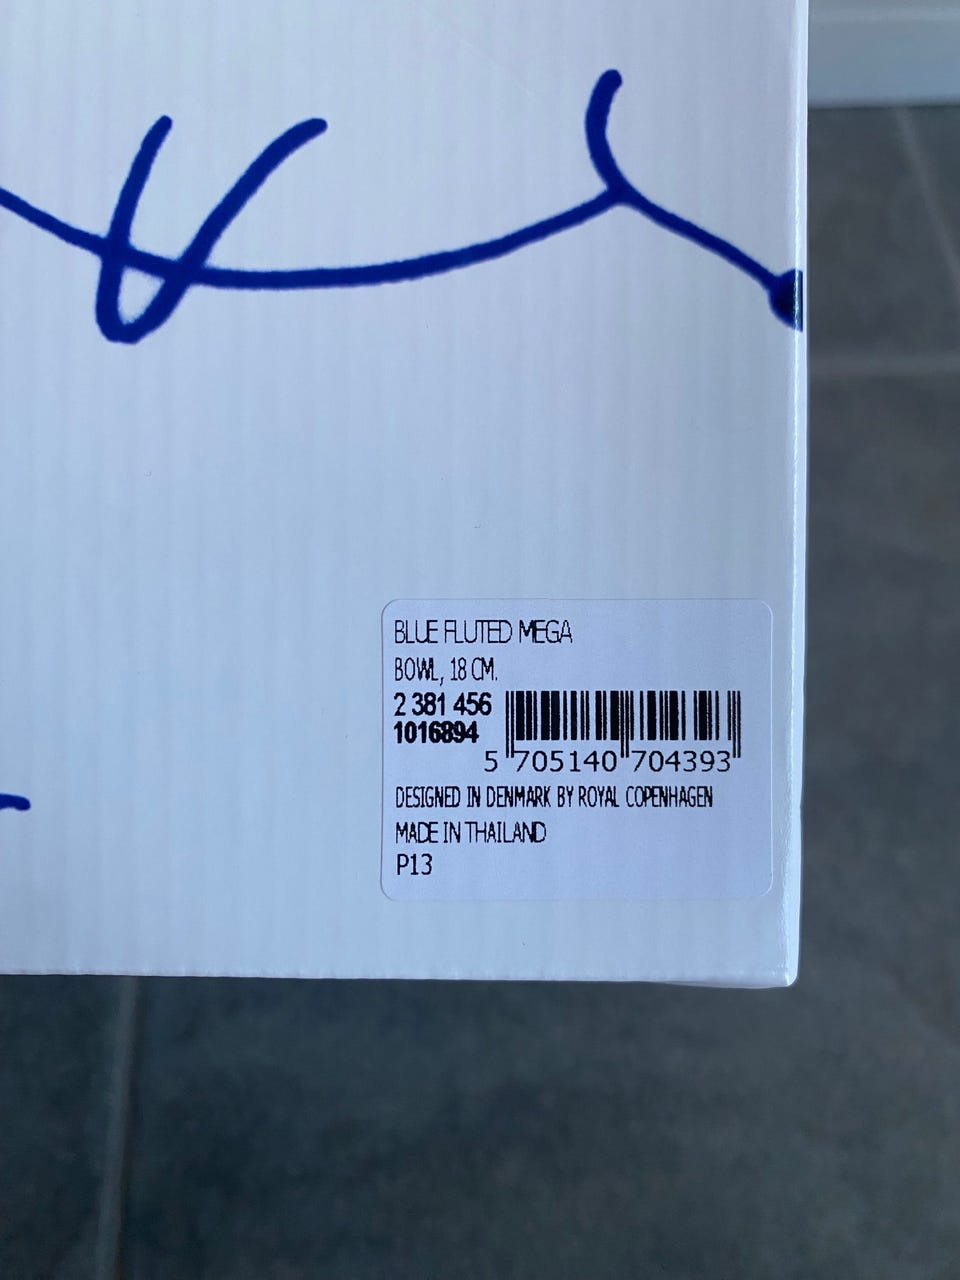 BLUE FLUTED MEGA
BOWL, 18 CM.
2 381 456
1016894
5 705140 704393
DESIGNED IN DENMARK BY ROYAL COPENHAGEN
MADE IN THAILAND
P13